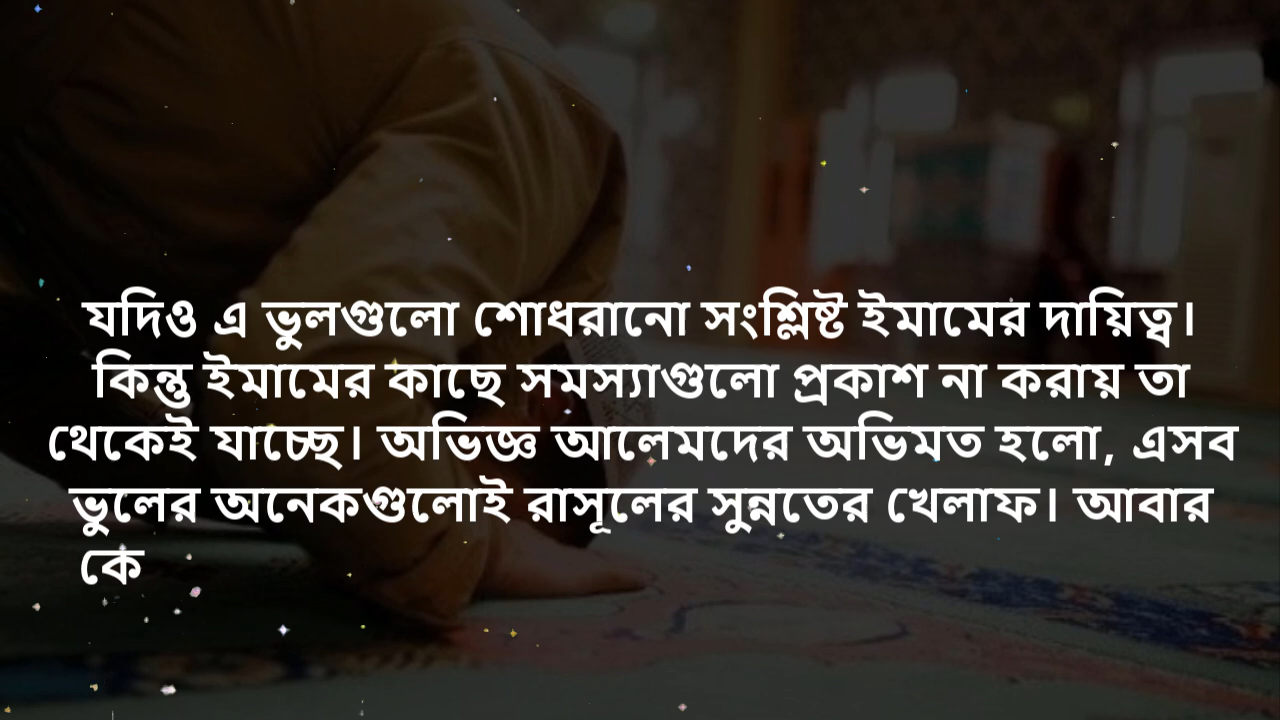 যদিও এ ভুলগুলো শোধরানো সংশ্লিষ্ট ইমামের দায়িত্ব।
কিন্তু ইমামের কাছে সমস্যাগুলো প্রকাশ না করায় তা
থেকেই যাচ্ছে। অভিজ্ঞ আলেমদের অভিমত হলো, এসব
ভুলের অনেকগুলোই রাসূলের সুন্নতের খেলাফ। আবার
কে